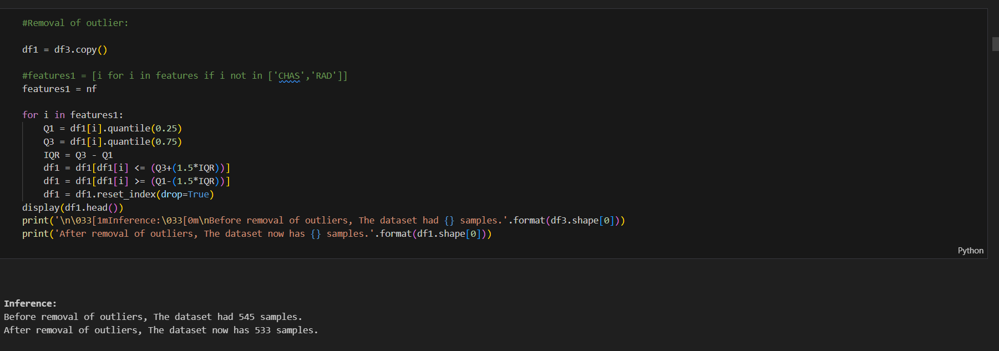 #Removal of outlier:
df1 = df3.copy()
#features1 = [i for i in features if i not in ['CHAS','RAD']]
features1 = nf
for i in features1:
    Q1 = df1[i].quantile(0.25)
    Q3 = df1[i].quantile(0.75)
    IQR = Q3 - Q1
    df1 = df1[df1[i] <= (Q3+(1.5*IQR))]
    df1 = df1[df1[i] >= (Q1-(1.5*IQR))]
    df1 = df1.reset_index(drop=True)
display(df1.head())
print('\n\033[1mInference:\033[0m\nBefore removal of outliers, The dataset had {} samples.'.format(df3.shape[0]))
print('After removal of outliers, The dataset now has {} samples.'.format(df1.shape[0]))
Python
Inference:
Before removal of outliers, The dataset had 545 samples.
After removal of outliers, The dataset now has 533 samples.